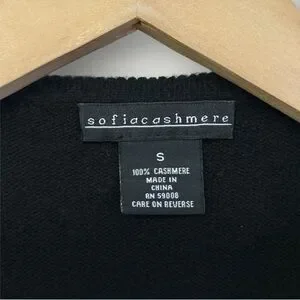 sofiacashmere
S
100% CASHMERE
MADE IN
CHINA
RN 59008
CARE ON REVERSE